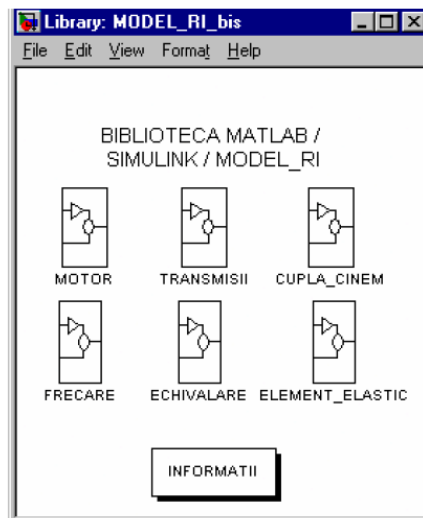 Library: MODEL_RI_bis
File Edit View Format Help
BIBLIOTECA MATLAB /
SIMULINK / MODEL_RI
MOTOR TRANSMISII CUPLA_CINEM
FRECARE ECHIVALARE ELEMENT_ELASTIC
INFORMATII